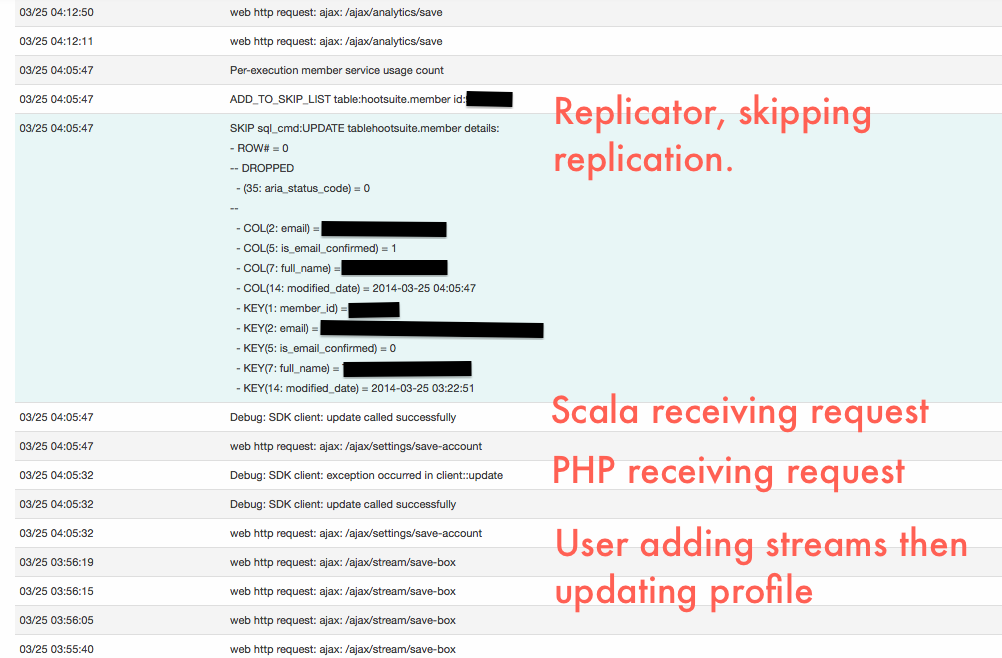 03/25 04:12:50 web http request: ajax: /ajax/analytics/save
03/25 04:12:11 web http request: ajax: /ajax/analytics/save
03/25 04:05:47 Per-execution member service usage count
03/25 04:05:47 ADD_TO_SKIP_LIST table:hootsuite.member id:
Replicator, skipping
replication.
03/25 04:05:47 SKIP sql_cmd:UPDATE tablehootsuite.member details:
- ROW# = 0
-- DROPPED
- (35: aria_status_code) = 0
--
- COL(2: email) =
- COL(5: is_email_confirmed) = 1
- COL(7: full_name) =
- COL(14: modified_date) = 2014-03-25 04:05:47
- KEY(1: member_id) =
- KEY(2: email) =
- KEY(5: is_email_confirmed) = 0
- KEY(7: full_name) =
- KEY(14: modified_date) = 2014-03-25 03:22:51
03/25 04:05:47 Debug: SDK client: update called successfully
Scala receiving request
03/25 04:05:47 web http request: ajax: /ajax/settings/save-account
PHP receiving request
03/25 04:05:32 Debug: SDK client: exception occurred in client::update
03/25 04:05:32 Debug: SDK client: update called successfully
03/25 04:05:32 web http request: ajax: /ajax/settings/save-account
User adding streams then
updating profile
03/25 03:56:19 web http request: ajax: /ajax/stream/save-box
03/25 03:56:15 web http request: ajax: /ajax/stream/save-box
03/25 03:56:05 web http request: ajax: /ajax/stream/save-box
03/25 03:55:40 web http request: ajax: /ajax/stream/save-box